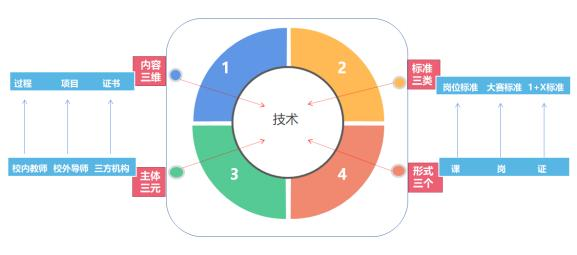 内容
三维
过程 项目 证书
1
2
标准
三类
岗位标准 大赛标准 1+X标准
技术
校内教师 校外导师 三方机构
主体
三元
3
4
形式
三个
课 岗 证